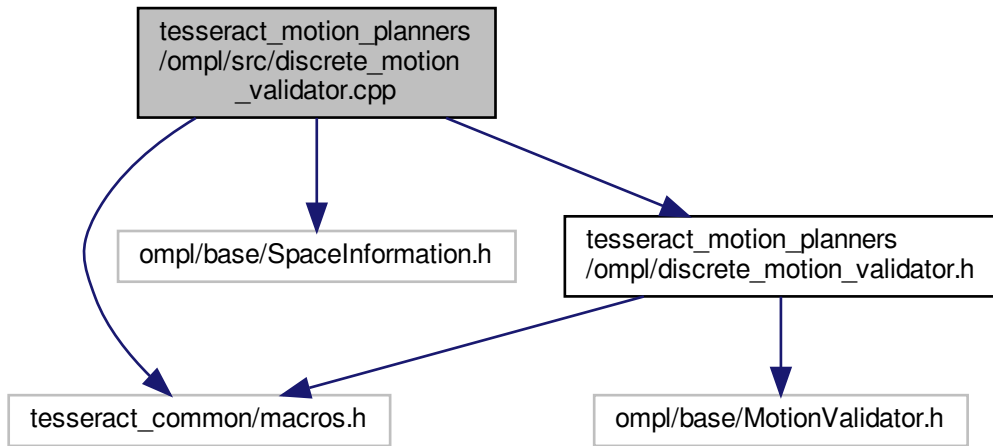 tesseract_motion_planners
/ompl/src/discrete_motion
_validator.cpp
ompl/base/SpaceInformation.h
tesseract_motion_planners
/ompl/discrete_motion_validator.h
tesseract_common/macros.h
ompl/base/MotionValidator.h